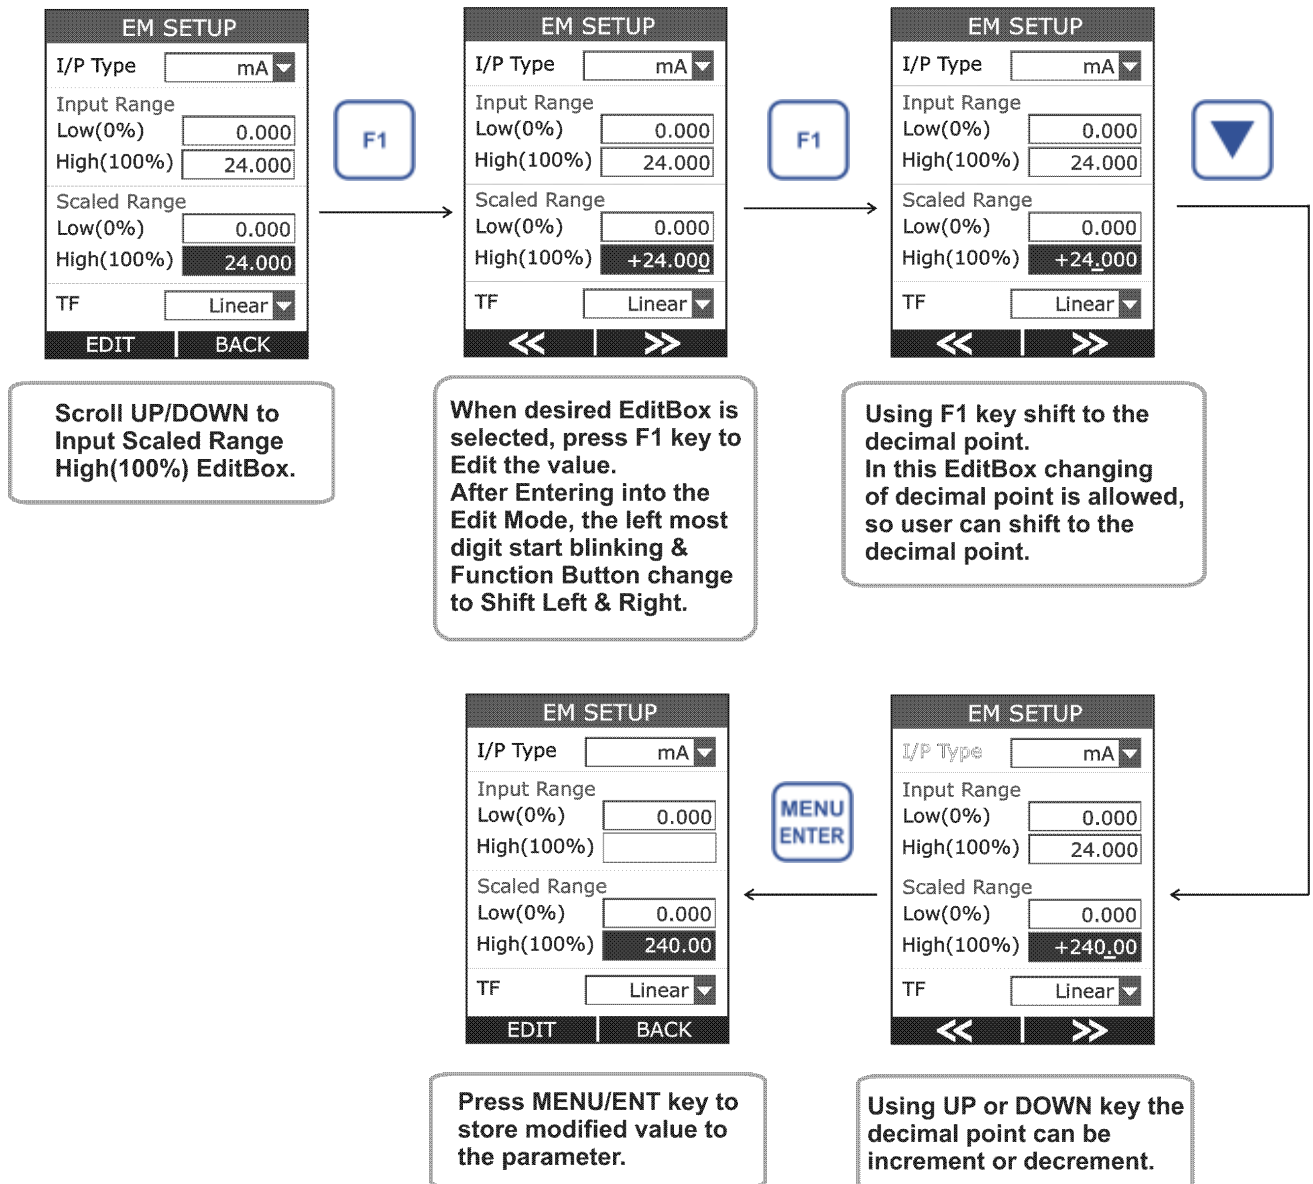 EM SETUP
I/P Type mA
Input Range
Low(0%) 0.000
High(100%) 24.000
Scaled Range
Low(0%) 0.000
High(100%) 24.000
TF Linear
EDIT BACK
F1
EM SETUP
I/P Type mA
Input Range
Low(0%) 0.000
High(100%) 24.000
Scaled Range
Low(0%) 0.000
High(100%) +24.000
TF Linear
<< >>
F1
EM SETUP
I/P Type mA
Input Range
Low(0%) 0.000
High(100%) 24.000
Scaled Range
Low(0%) 0.000
High(100%) +24.000
TF Linear
<< >>
Scroll UP/DOWN to
Input Scaled Range
High(100%) EditBox.
When desired EditBox is
selected, press F1 key to
Edit the value.
After Entering into the
Edit Mode, the left most
digit start blinking &
Function Button change
to Shift Left & Right.
Using F1 key shift to the
decimal point.
In this EditBox changing
of decimal point is allowed,
so user can shift to the
decimal point.
EM SETUP
I/P Type mA
Input Range
Low(0%) 0.000
High(100%)
Scaled Range
Low(0%) 0.000
High(100%) 240.00
TF Linear
EDIT BACK
MENU
ENTER
EM SETUP
I/P Type mA
Input Range
Low(0%) 0.000
High(100%) 24.000
Scaled Range
Low(0%) 0.000
High(100%) +240.00
TF Linear
<< >>
Press MENU/ENT key to
store modified value to
the parameter.
Using UP or DOWN key the
decimal point can be
increment or decrement.